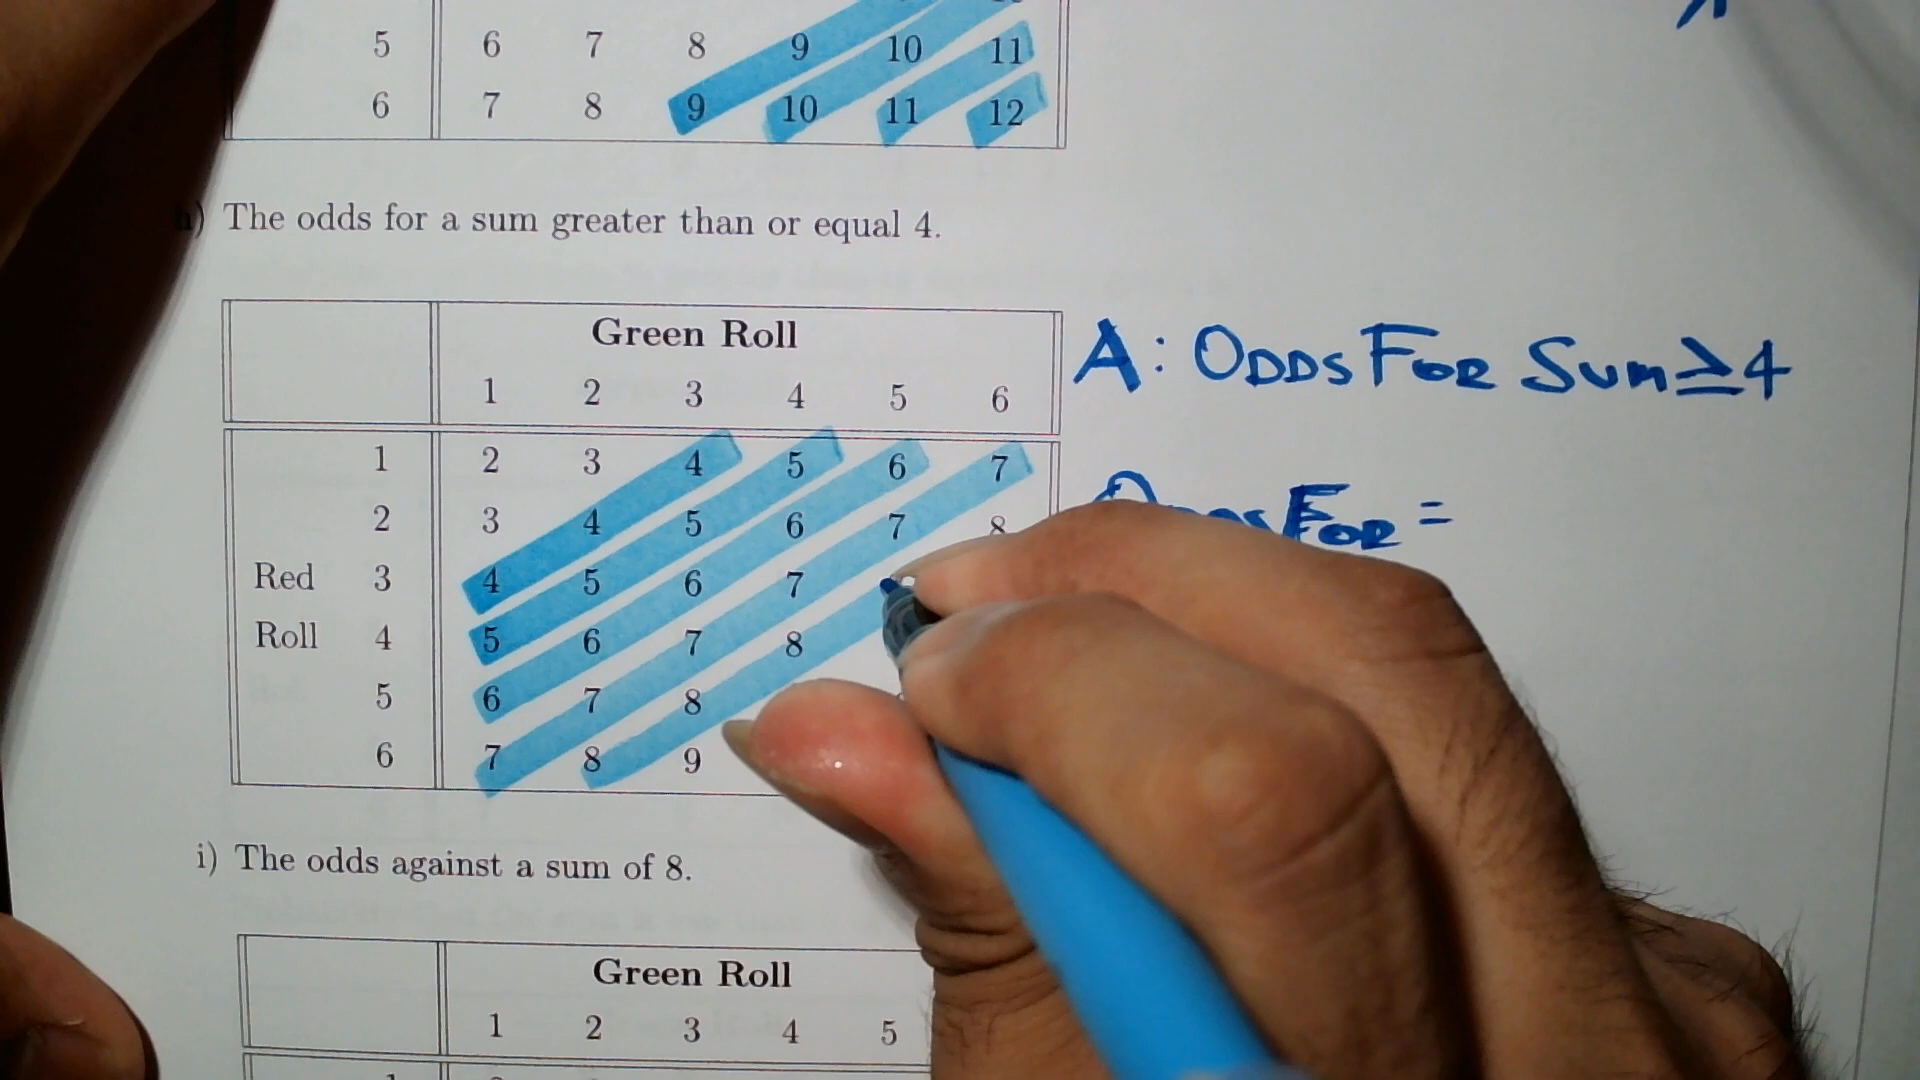 5 6 7 8 9 10 11
6 7 8 9 10 11 12
h) The odds for a sum greater than or equal 4.
Green Roll
1 2 3 4 5 6
1 2 3 4 5 6 7
2 3 4 5 6 7 8
Red 3 4 5 6 7
Roll 4 5 6 7 8
5 6 7 8
6 7 8 9
A: ODDS FOR SUM ≥ 4
FOR =
i) The odds against a sum of 8.
Green Roll
1 2 3 4 5